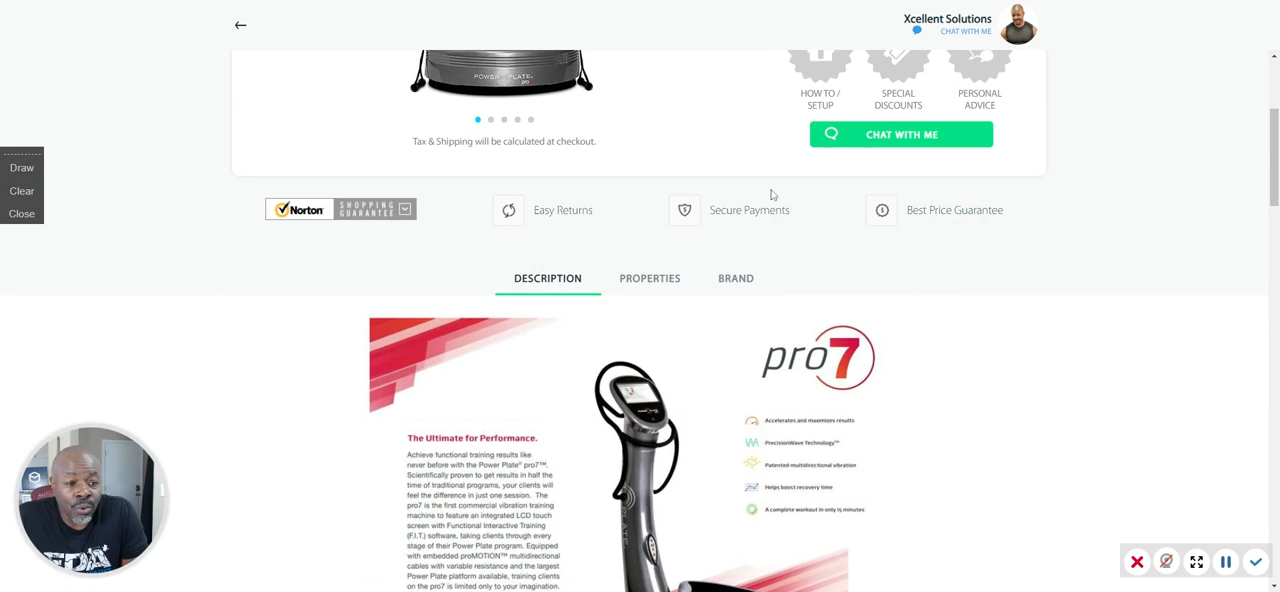 Xcellent Solutions
CHAT WITH ME
POWER PLATE
pro
HOW TO /
SETUP
SPECIAL
DISCOUNTS
PERSONAL
ADVICE
CHAT WITH ME
Tax & Shipping will be calculated at checkout.
Draw
Clear
Close
Norton
SHOPPING
GUARANTEE
Easy Returns
Secure Payments
Best Price Guarantee
DESCRIPTION
PROPERTIES
BRAND
pro7
The Ultimate for Performance.
Achieve functional training results like
never before with the Power Plate® pro7™.
Scientifically proven to get results in half the
time of traditional programs, your clients will
feel the difference in just one session. The
pro7 is the first commercial vibration training
machine to feature an integrated LCD touch
screen with Functional Interactive Training
(F.I.T.) software, taking clients through every
stage of their Power Plate program. Equipped
with embedded proMOTION™ multidirectional
cables with variable resistance and the largest
Power Plate platform available, training clients
on the pro7 is limited only to your imagination.
Accelerates and maximizes results
PrecisionWave Technology™
Patented multidirectional vibration
Helps boost recovery time
A complete workout in only 15 minutes
PLATE